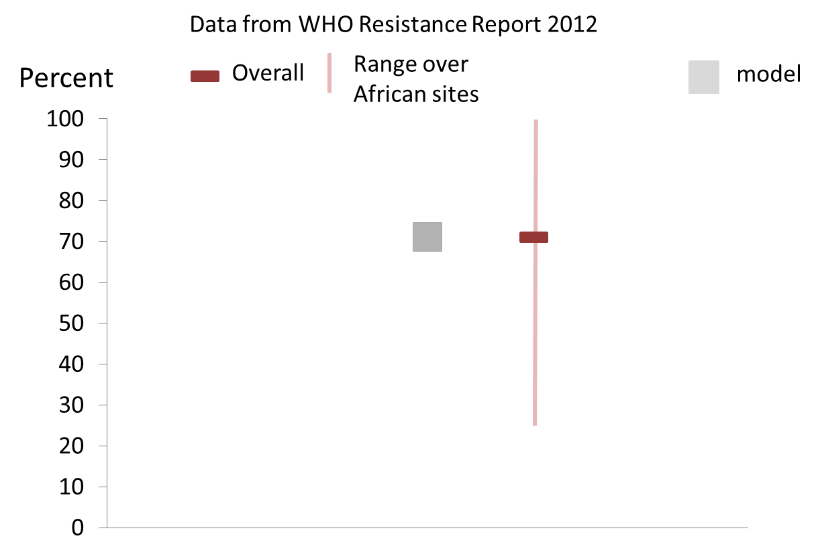 Data from WHO Resistance Report 2012
Percent
Overall
Range over
African sites
model
100
90
80
70
60
50
40
30
20
10
0